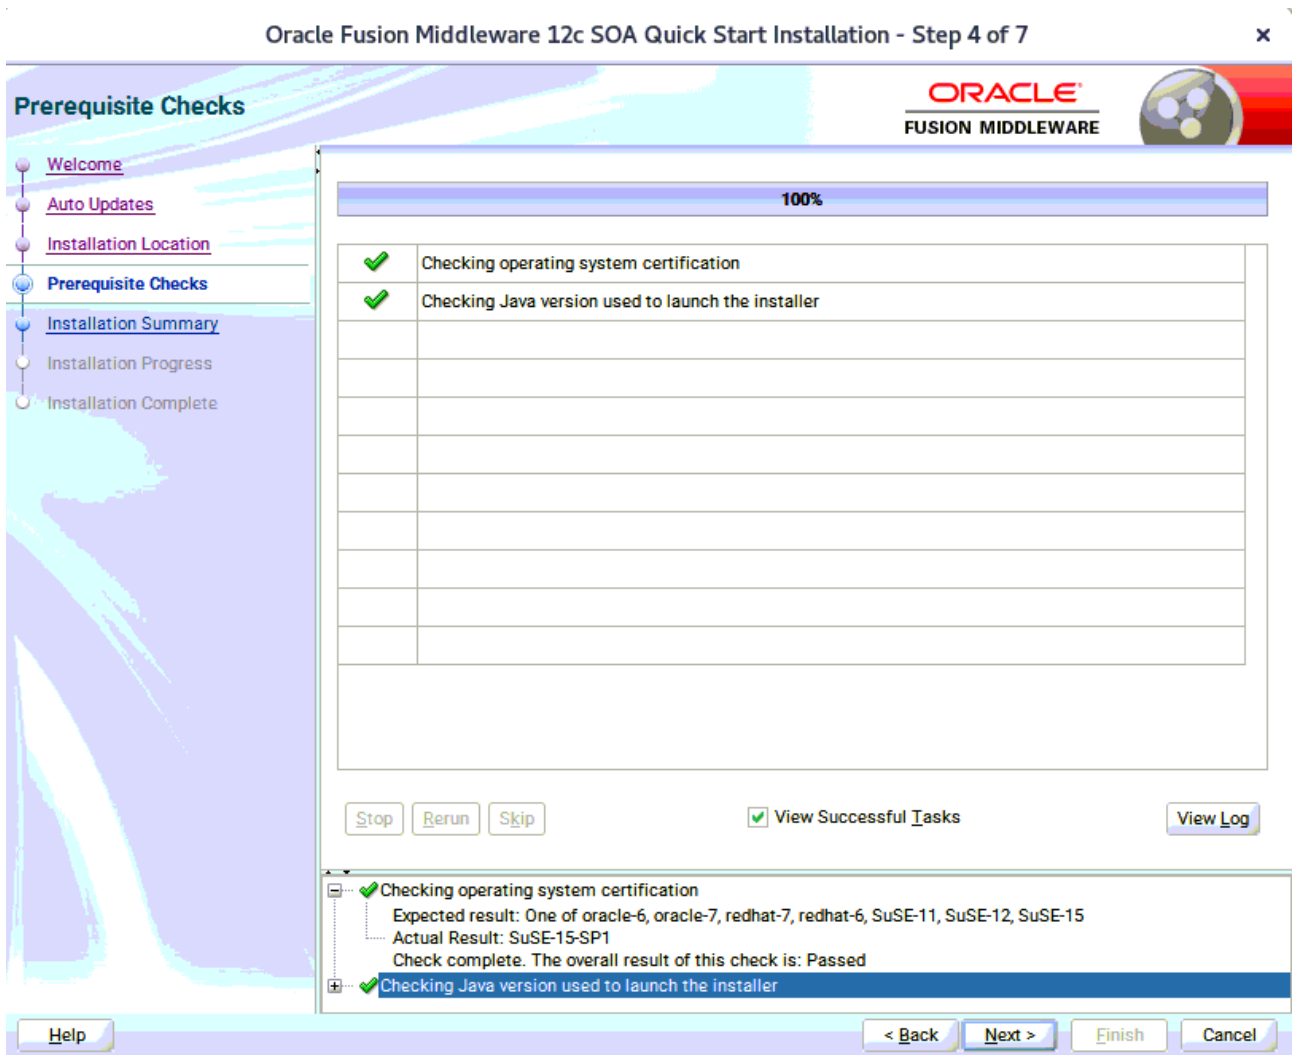 Oracle Fusion Middleware 12c SOA Quick Start Installation - Step 4 of 7
Prerequisite Checks
ORACLE
FUSION MIDDLEWARE
Welcome
Auto Updates
Installation Location
Prerequisite Checks
Installation Summary
Installation Progress
Installation Complete
100%
Checking operating system certification
Checking Java version used to launch the installer
Stop
Rerun
Skip
View Successful Tasks
View Log
Checking operating system certification
Expected result: One of oracle-6, oracle-7, redhat-7, redhat-6, SuSE-11, SuSE-12, SuSE-15
Actual Result: SuSE-15-SP1
Check complete. The overall result of this check is: Passed
Checking Java version used to launch the installer
Help
< Back
Next >
Finish
Cancel